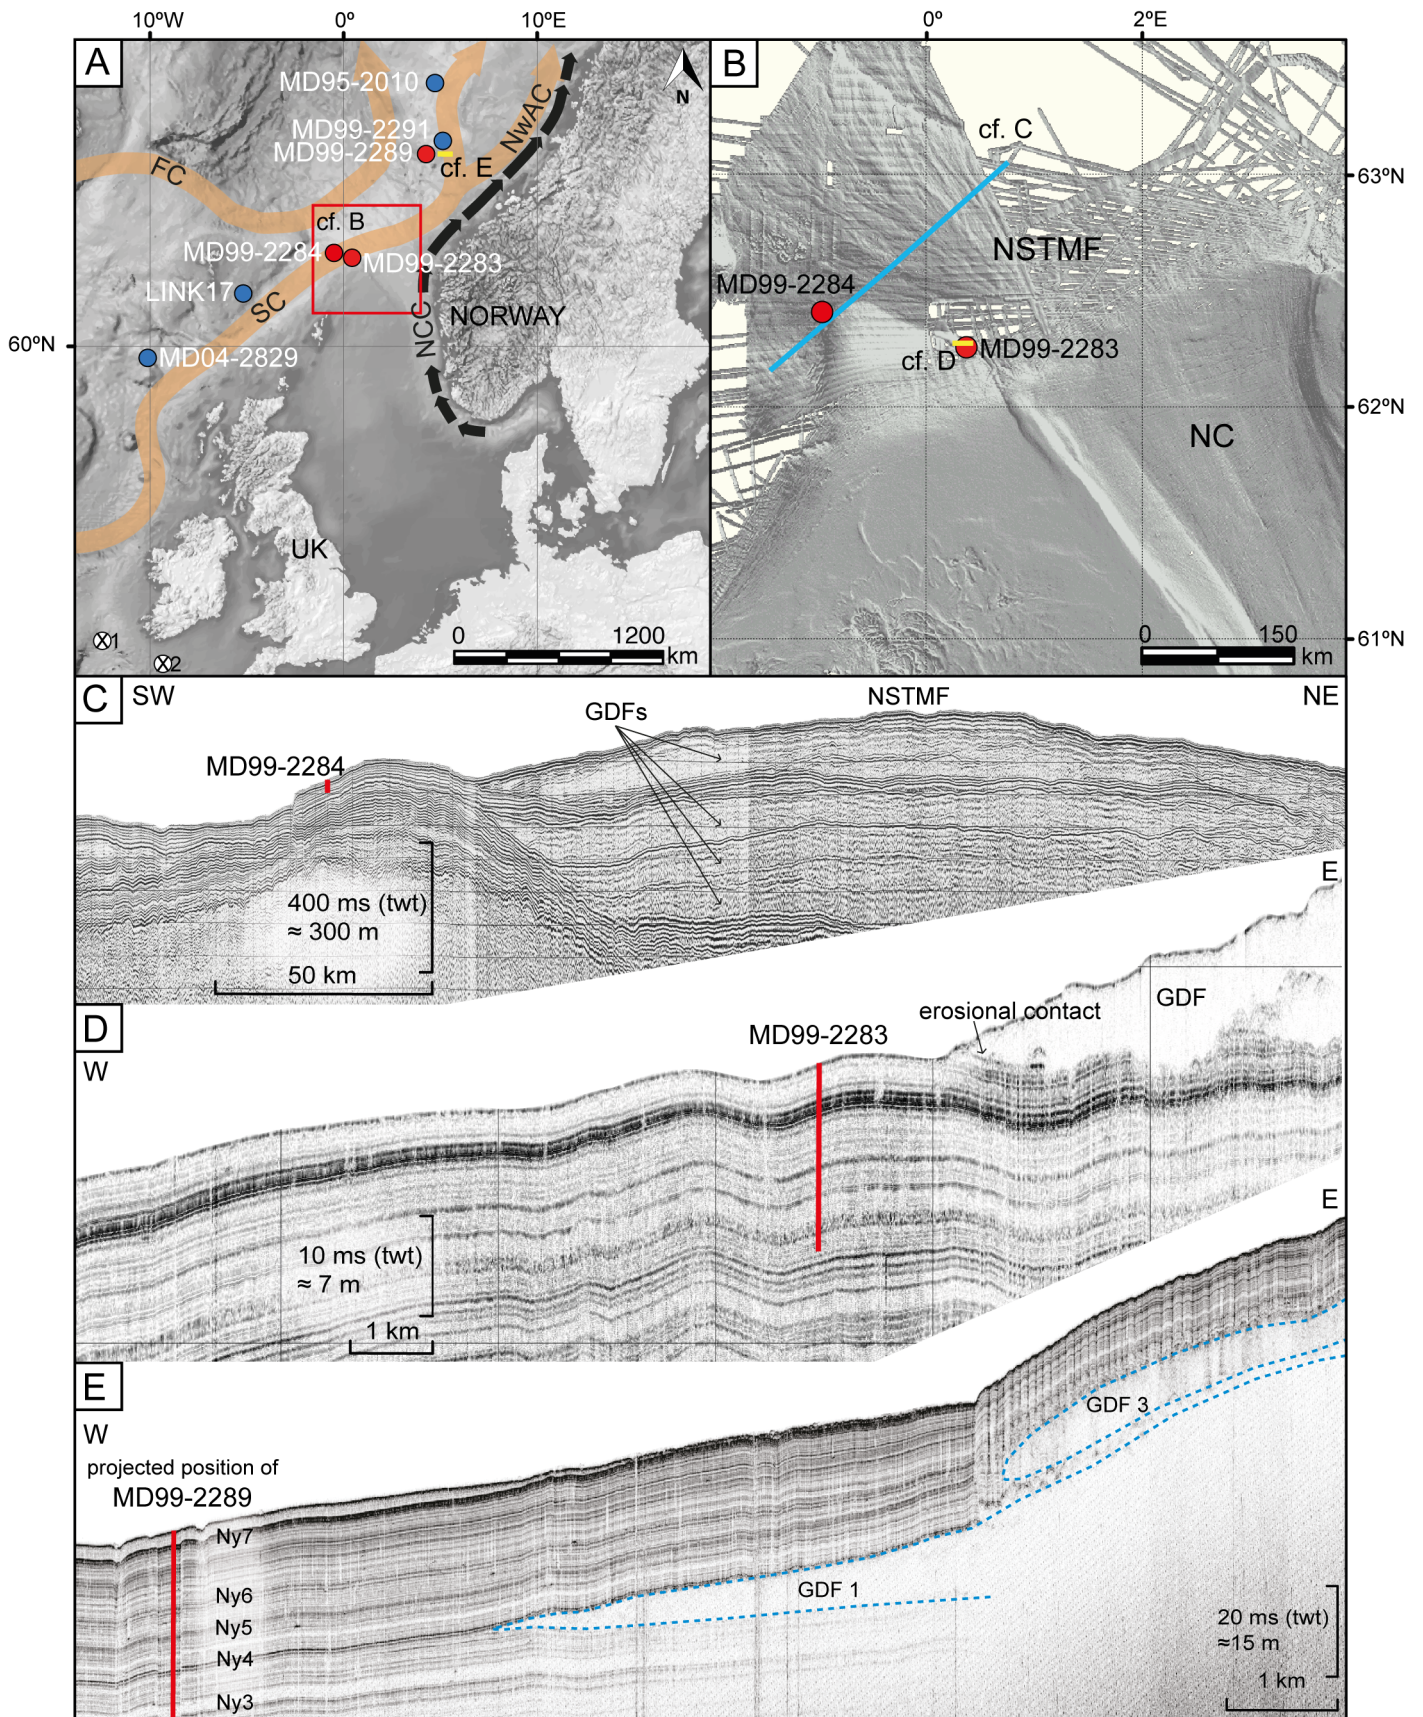 10ºW
0º
10ºE
0º
2ºE
A
MD95-2010
MD99-2291
MD99-2289
cf. E
NwAC
N
FC
cf. B
MD99-2284
MD99-2283
LINK17
SC
NCC
NORWAY
60ºN
MD04-2829
UK
1
2
0
1200
km
B
cf. C
63ºN
NSTMF
MD99-2284
cf. D
MD99-2283
62ºN
NC
0
150
61ºN
km
C
SW
NSTMF
NE
GDFs
MD99-2284
400 ms (twt)
≈ 300 m
50 km
E
D
W
GDF
erosional contact
MD99-2283
10 ms (twt)
≈ 7 m
1 km
E
E
W
projected position of
MD99-2289
GDF 3
Ny7
Ny6
GDF 1
Ny5
Ny4
Ny3
20 ms (twt)
≈15 m
1 km